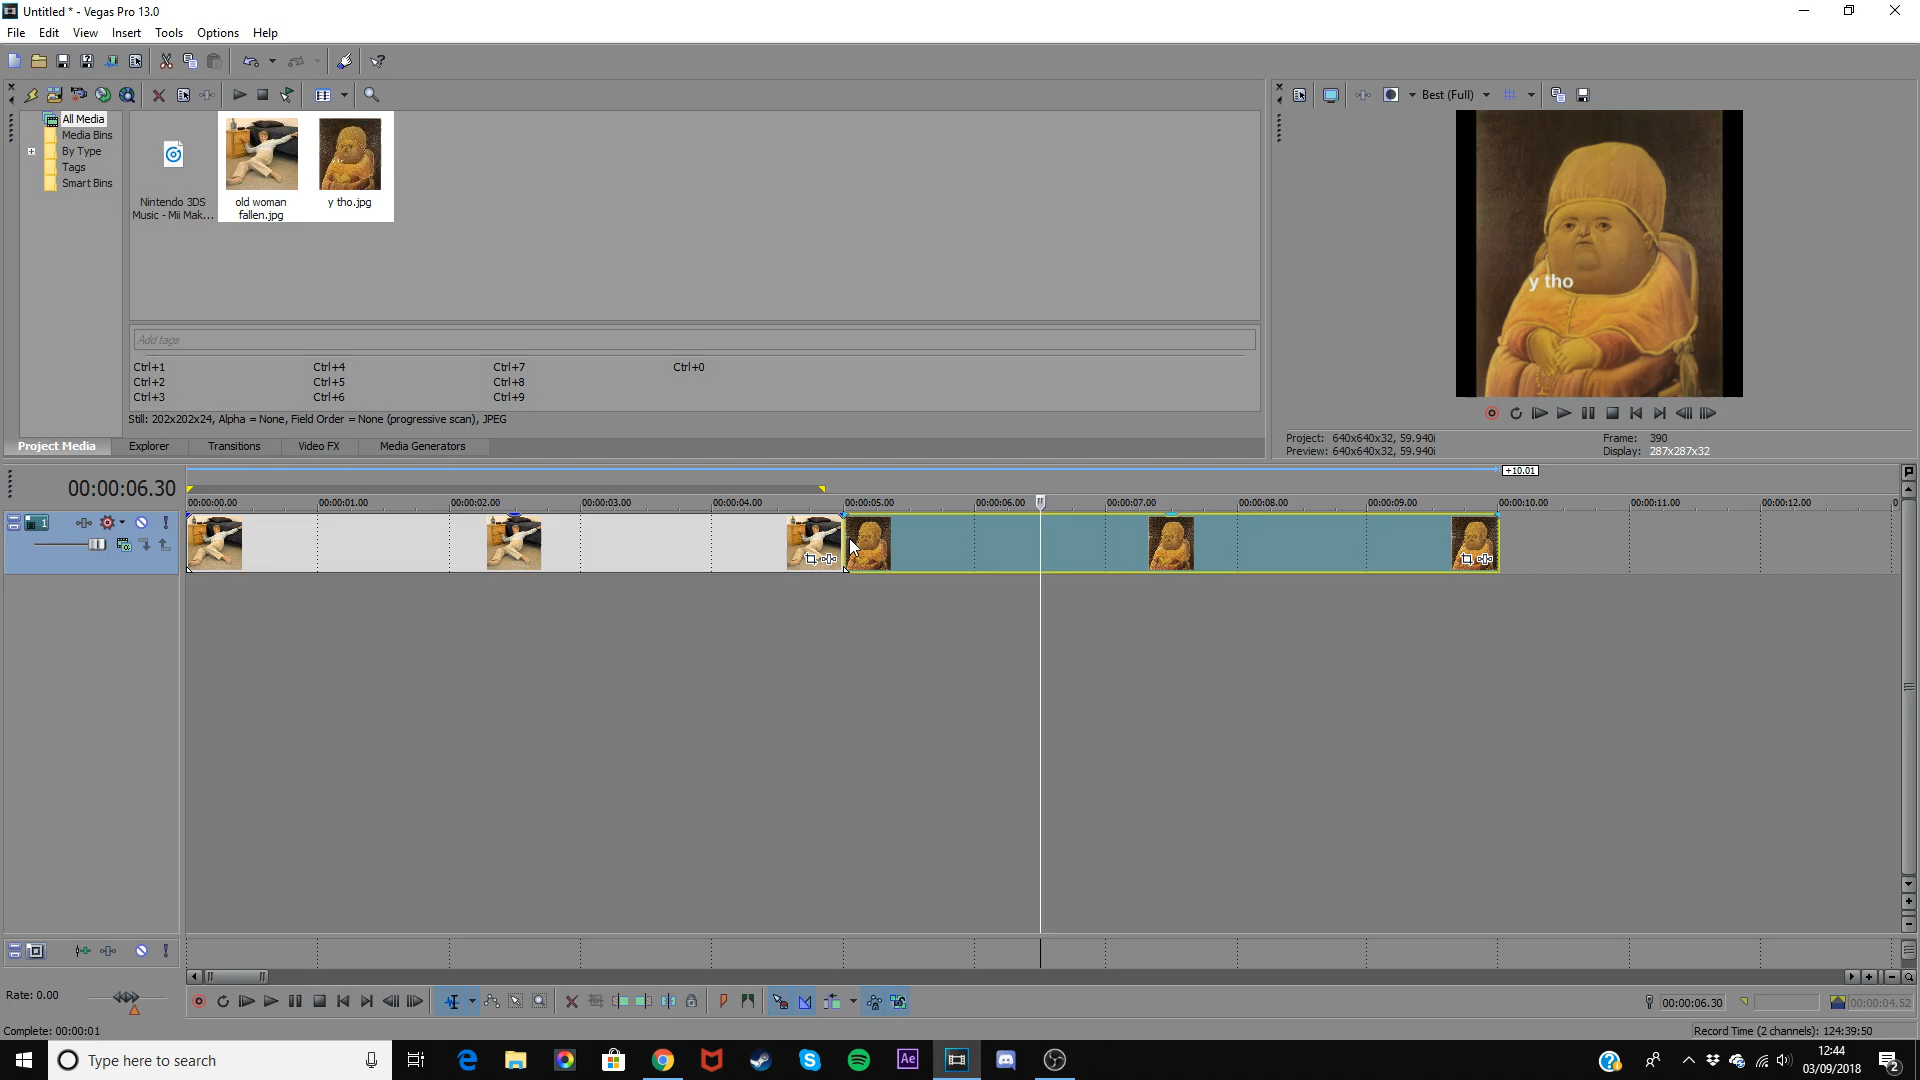 Untitled * - Vegas Pro 13.0
File Edit View Insert Tools Options Help
Best (Full)
All Media
Media Bins
By Type
Tags
Smart Bins
Nintendo 3DS
Music - Mii Mak...
old woman
fallen.jpg
y tho.jpg
y tho
Add tags
Ctrl+1 Ctrl+4 Ctrl+7 Ctrl+0
Ctrl+2 Ctrl+5 Ctrl+8
Ctrl+3 Ctrl+6 Ctrl+9
Still: 202x202x24, Alpha = None, Field Order = None (progressive scan), JPEG
Project Media Explorer Transitions Video FX Media Generators
Project: 640x640x32, 59.940i Frame: 390
Preview: 640x640x32, 59.940i Display: 287x287x32
+10.01
00:00:06.30
00:00:00.00 00:00:01.00 00:00:02.00 00:00:03.00 00:00:04.00 00:00:05.00 00:00:06.00 00:00:07.00 00:00:08.00 00:00:09.00 00:00:10.00 00:00:11.00 00:00:12.00 0
1
Rate: 0.00
00:00:06.30
00:00:04.52
Complete: 00:00:01
Record Time (2 channels): 124:39:50
Type here to search
Ae
12:44
03/09/2018
2